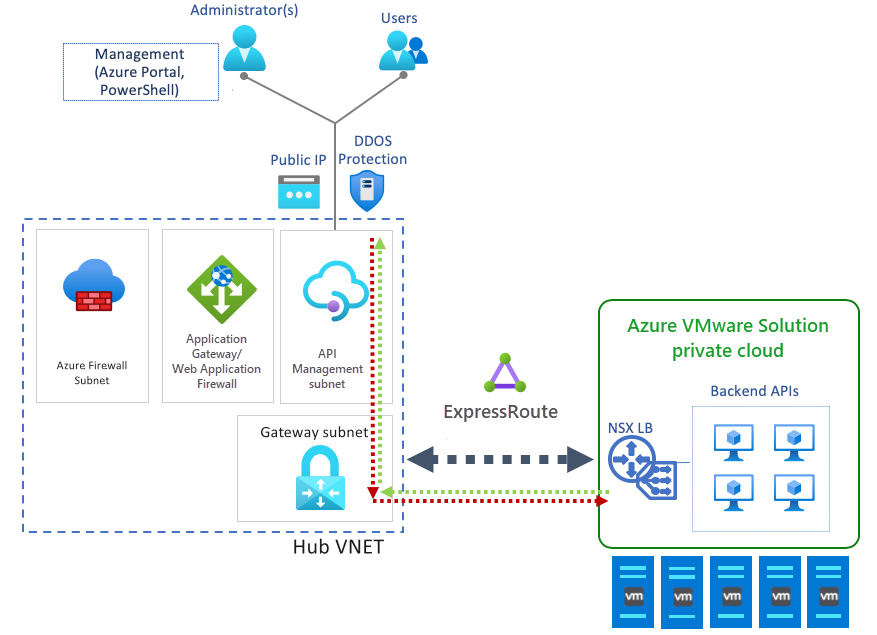 Administrator(s)
Users
Management
(Azure Portal,
PowerShell)
Public IP
DDOS
Protection
Azure Firewall
Subnet
Application
Gateway/
Web Application
Firewall
API
Management
subnet
Gateway subnet
Hub VNET
ExpressRoute
Azure VMware Solution
private cloud
Backend APIs
NSX LB
vm
vm
vm
vm
vm